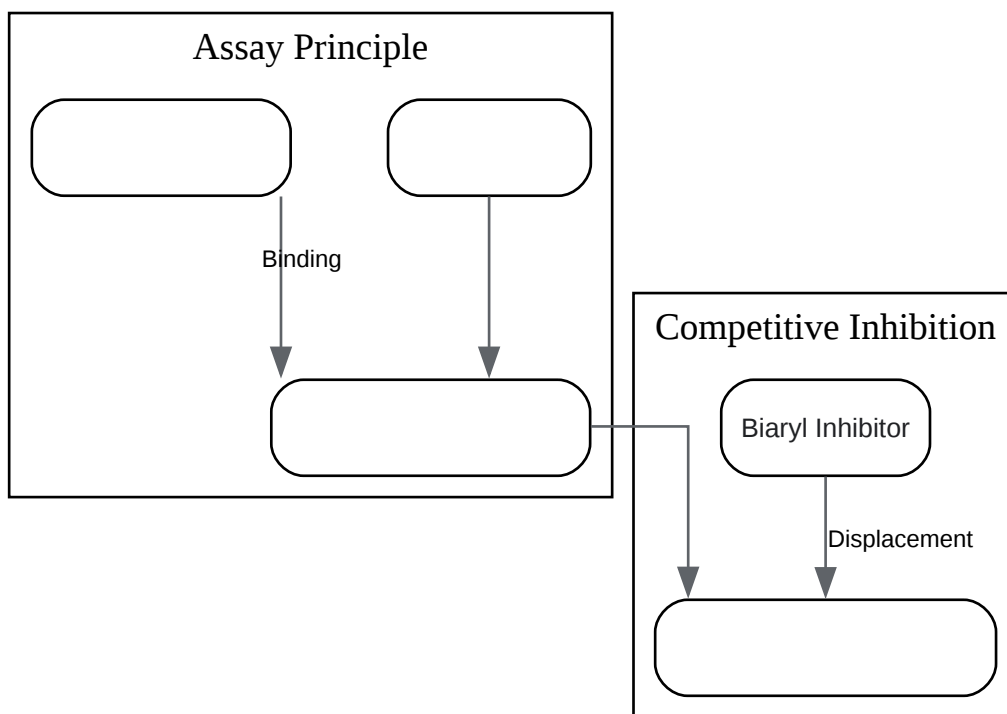 Assay Principle
Binding
Competitive Inhibition
Biaryl Inhibitor
Displacement